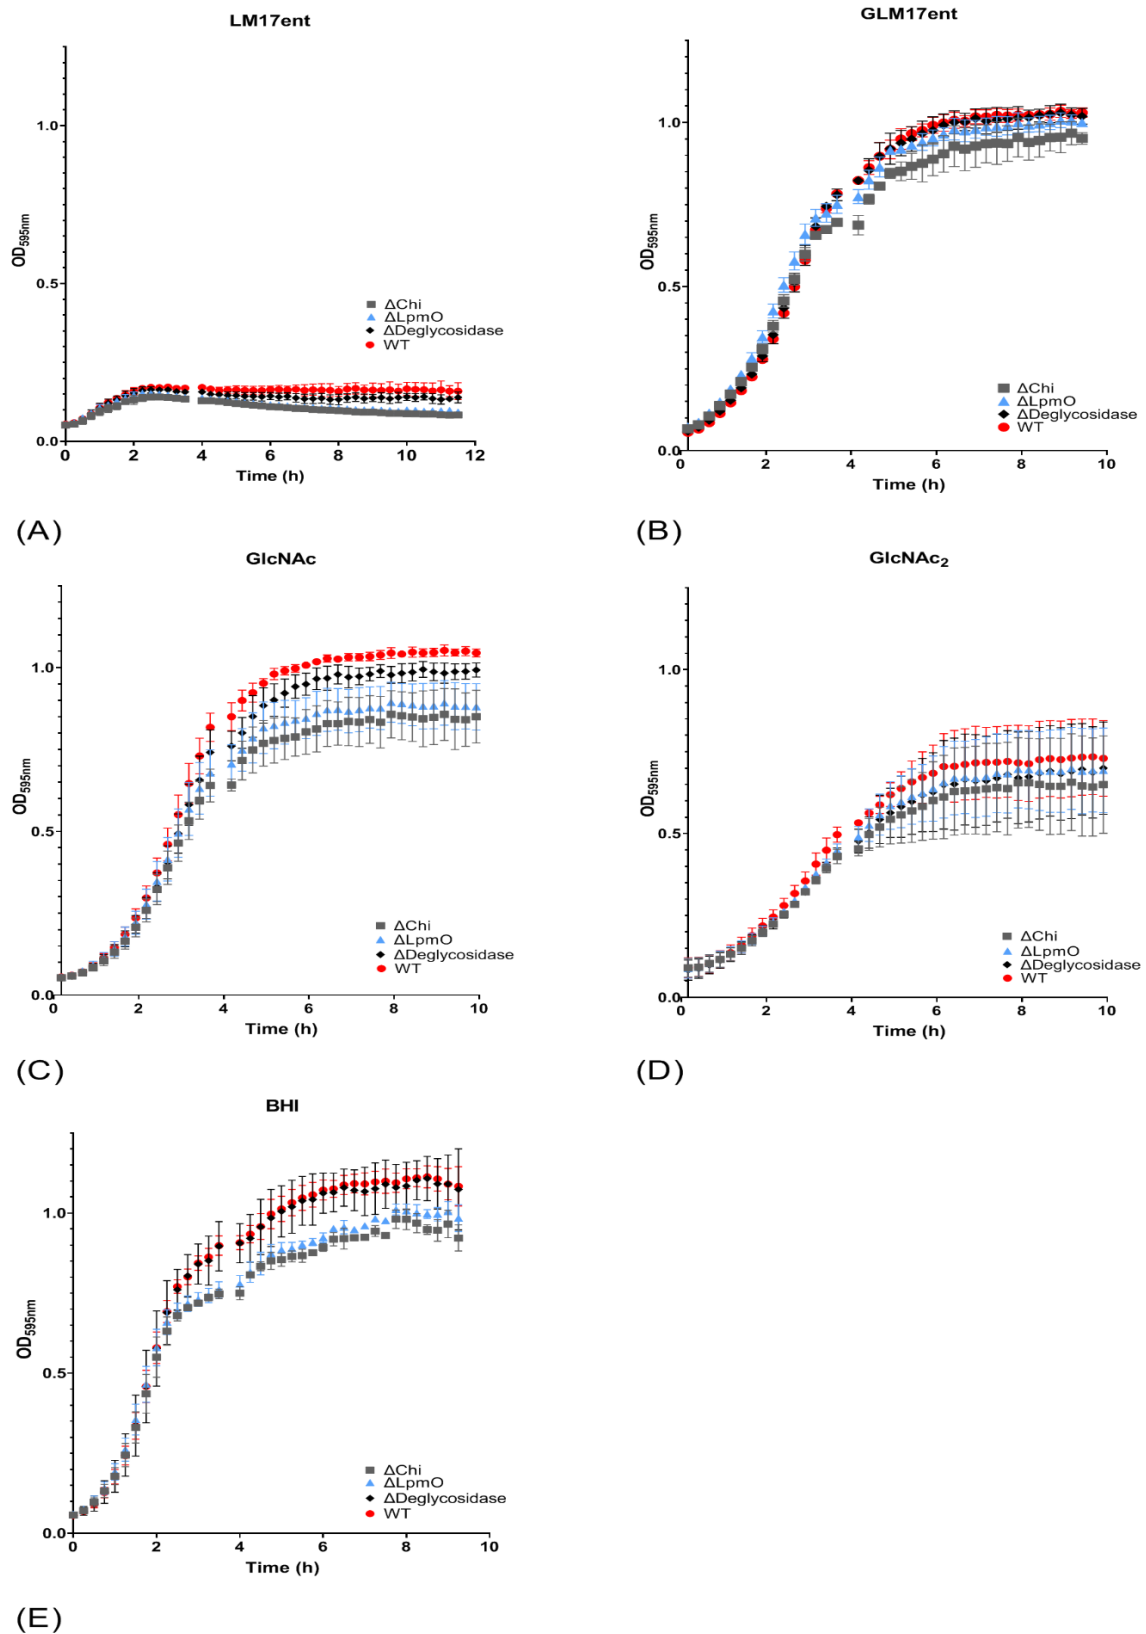 LM17ent
OD595nm
1.0
0.5
0.0
0 2 4 6 8 10 12
Time (h)
ΔChi
ΔLpmO
ΔDeglycosidase
WT
(A)
GLM17ent
OD595nm
1.0
0.5
0.0
0 2 4 6 8 10
Time (h)
ΔChi
ΔLpmO
ΔDeglycosidase
WT
(B)
GlcNAc
OD595nm
1.0
0.5
0.0
2 4 6 8 10
Time (h)
ΔChi
ΔLpmO
ΔDeglycosidase
WT
(C)
GlcNAc2
OD595nm
1.0
0.5
0.0
0 2 4 6 8 10
Time (h)
ΔChi
ΔLpmO
ΔDeglycosidase
WT
(D)
BHI
OD595nm
1.0
0.5
0.0
0 2 4 6 8 10
Time (h)
ΔChi
ΔLpmO
ΔDeglycosidase
WT
(E)